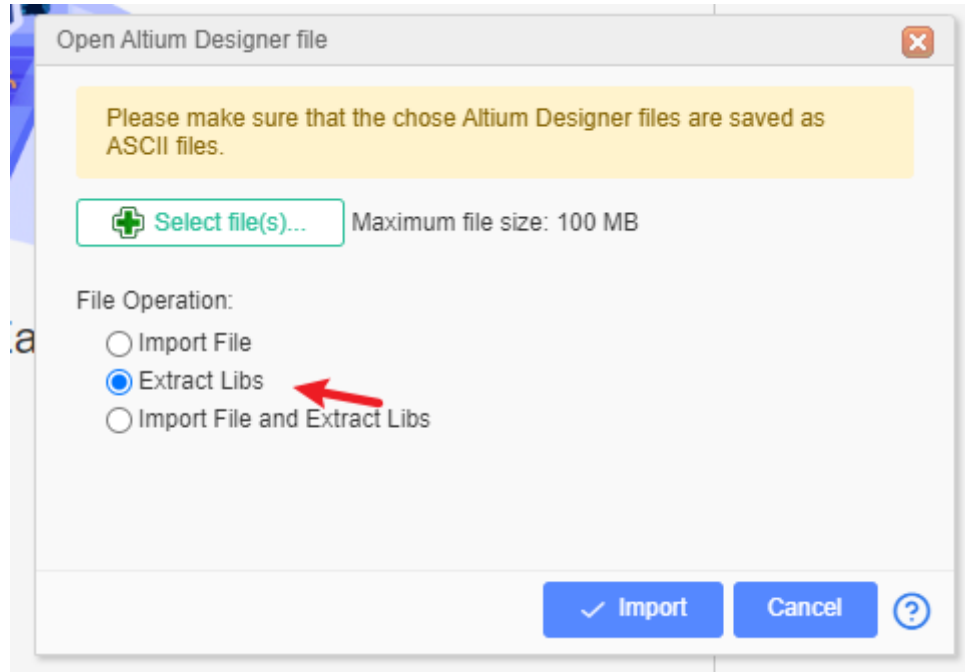 Open Altium Designer file
Please make sure that the chose Altium Designer files are saved as
ASCII files.
Select file(s)... Maximum file size: 100 MB
File Operation:
Import File
Extract Libs
Import File and Extract Libs
Import Cancel ?